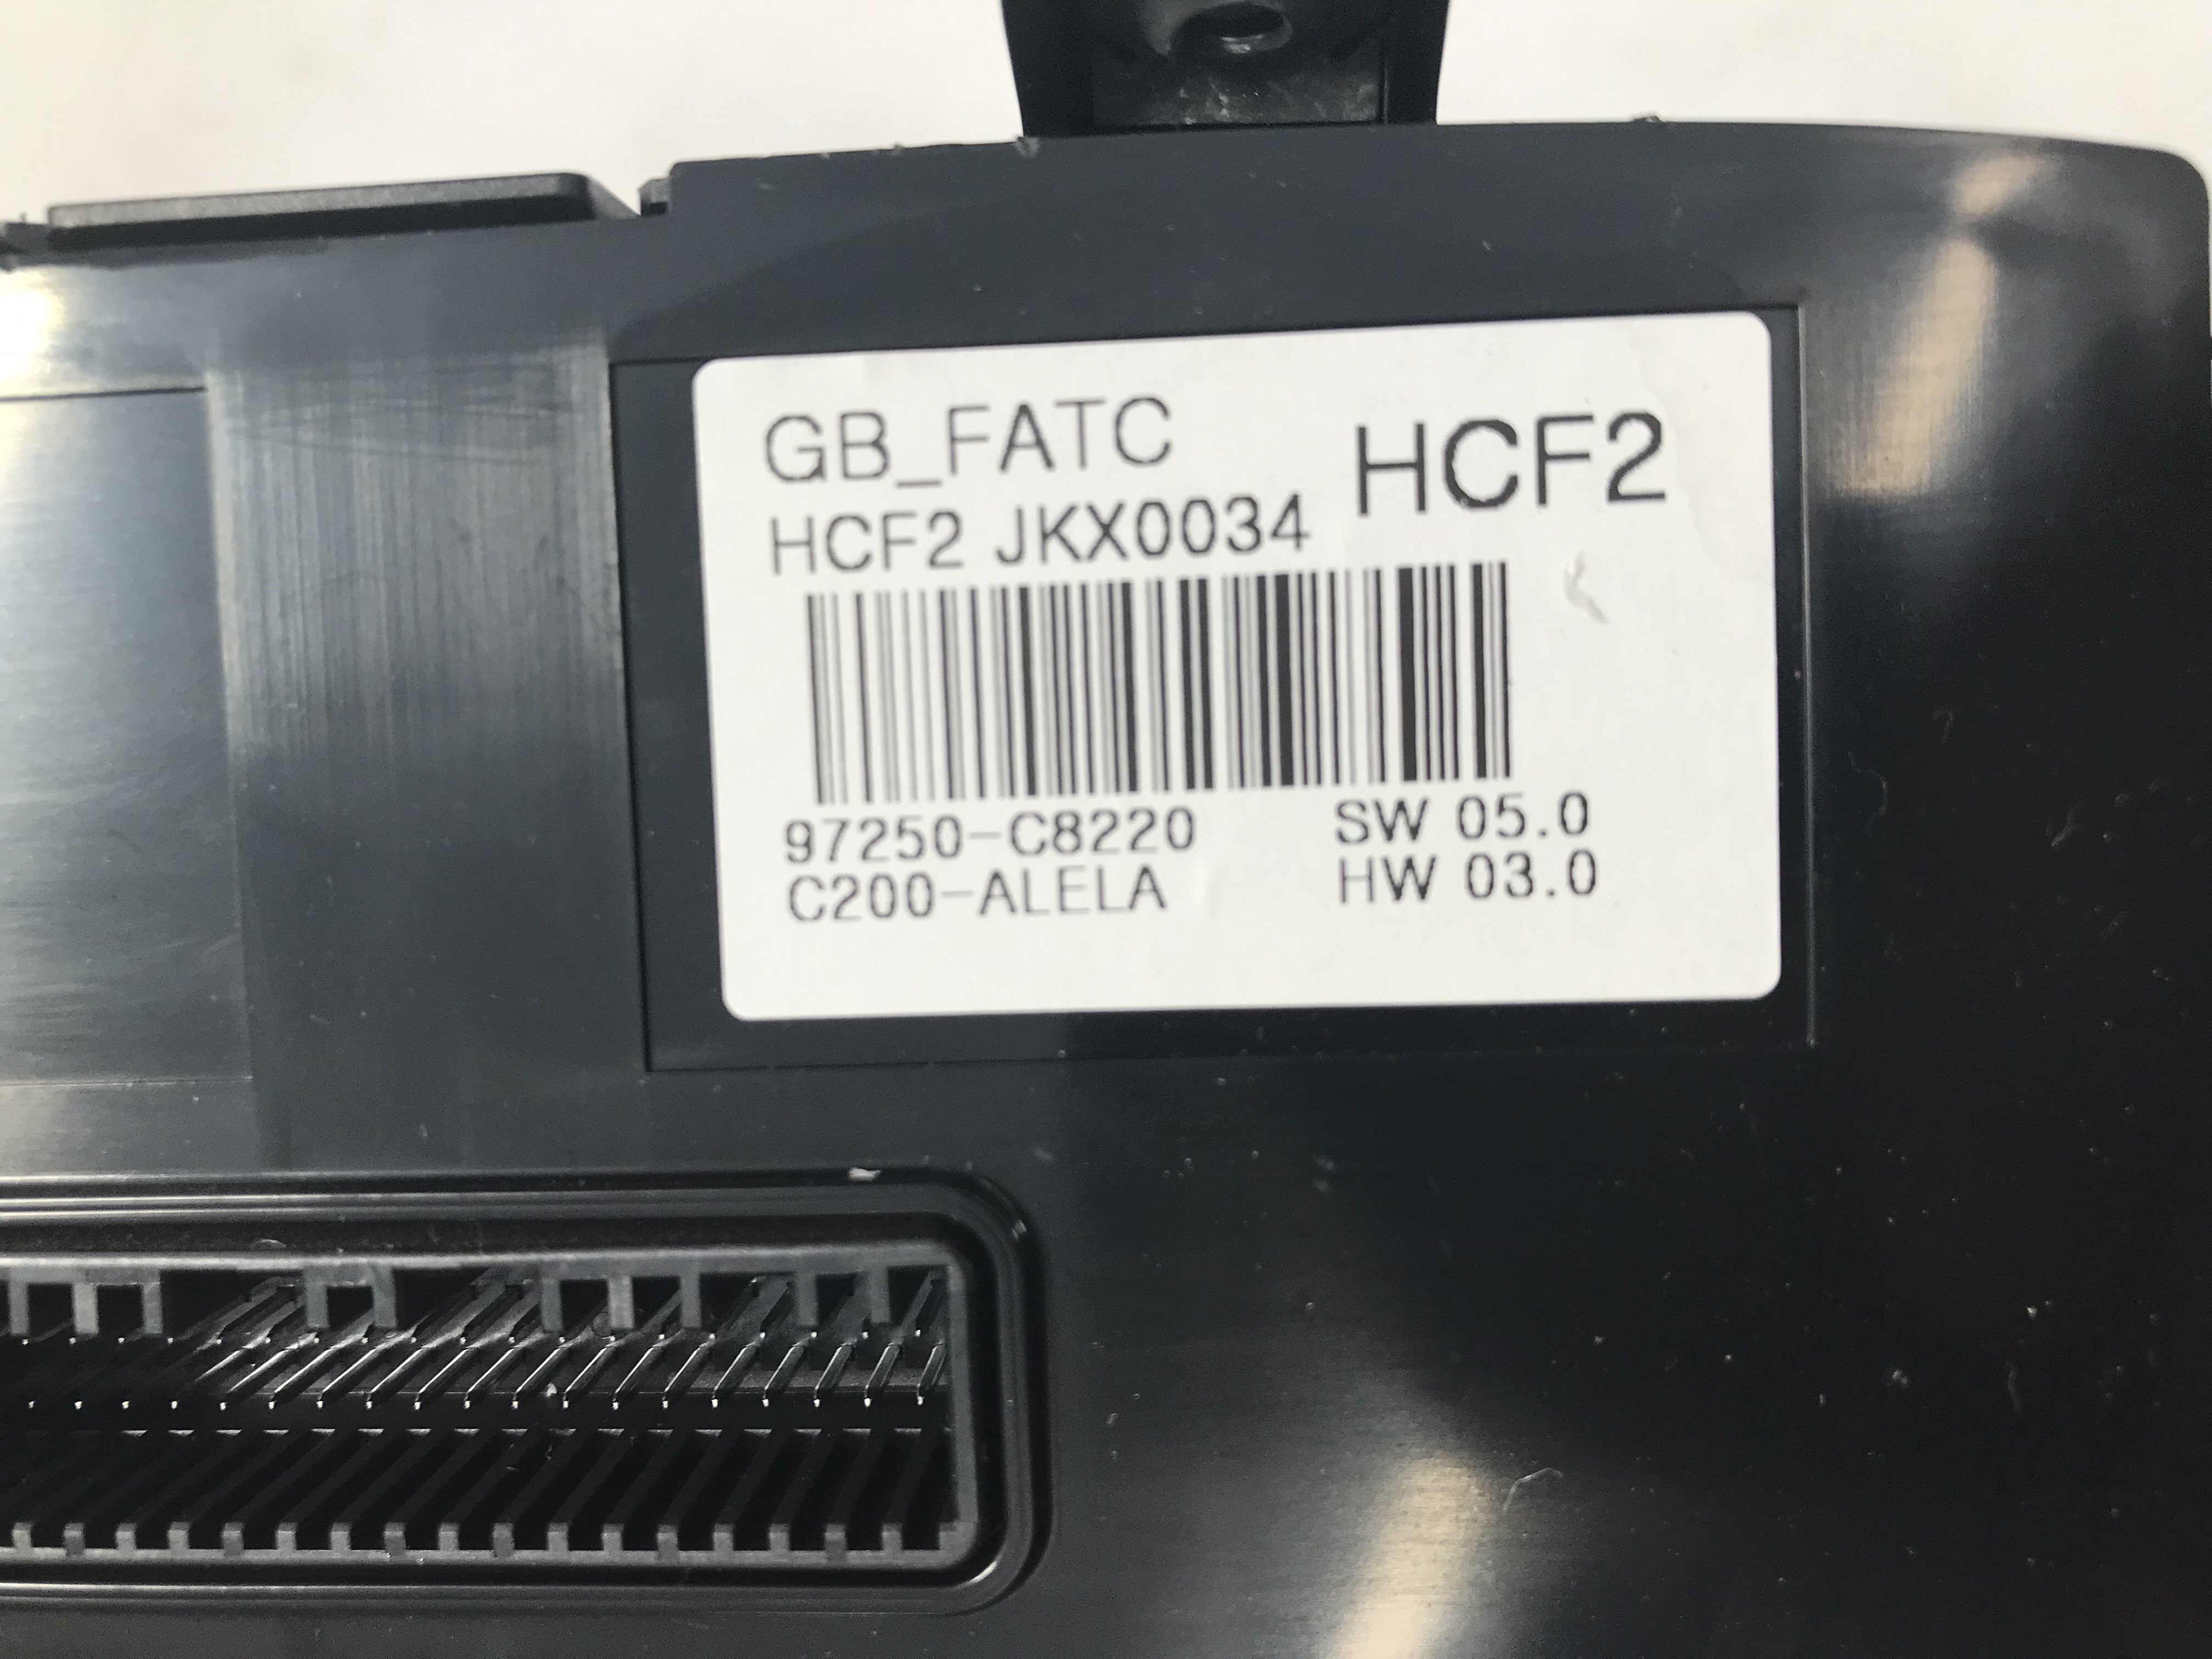 GB_FATC
HCF2
HCF2 JKX0034
97250-C8220
SW 05.0
C200-ALELA
HW 03.0